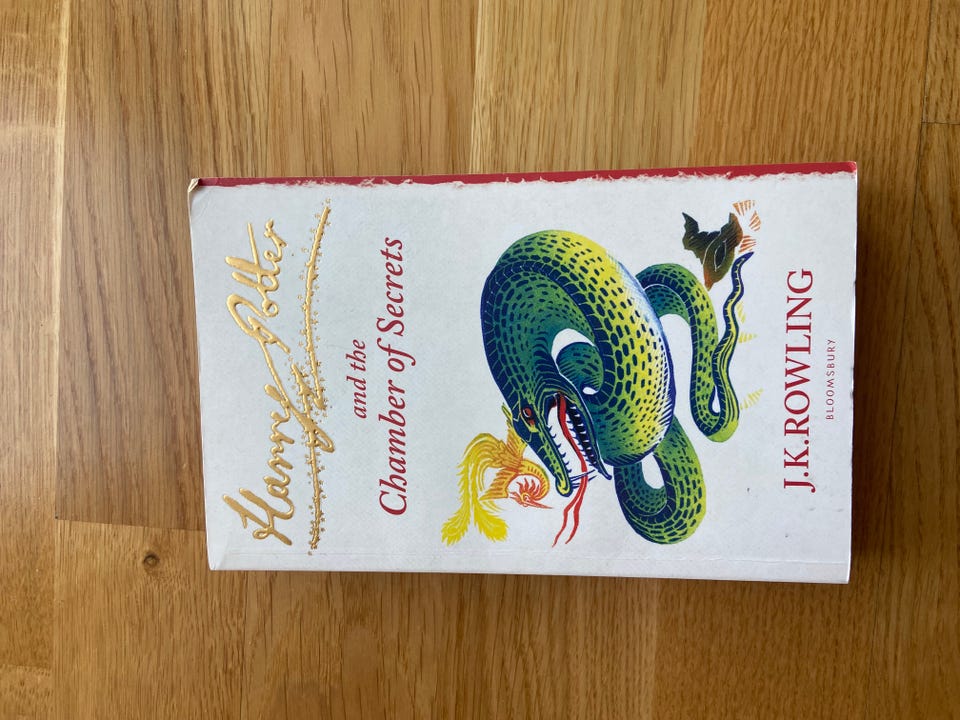 Harry Potter
and the
Chamber of Secrets
J.K.ROWLING
BLOOMSBURY